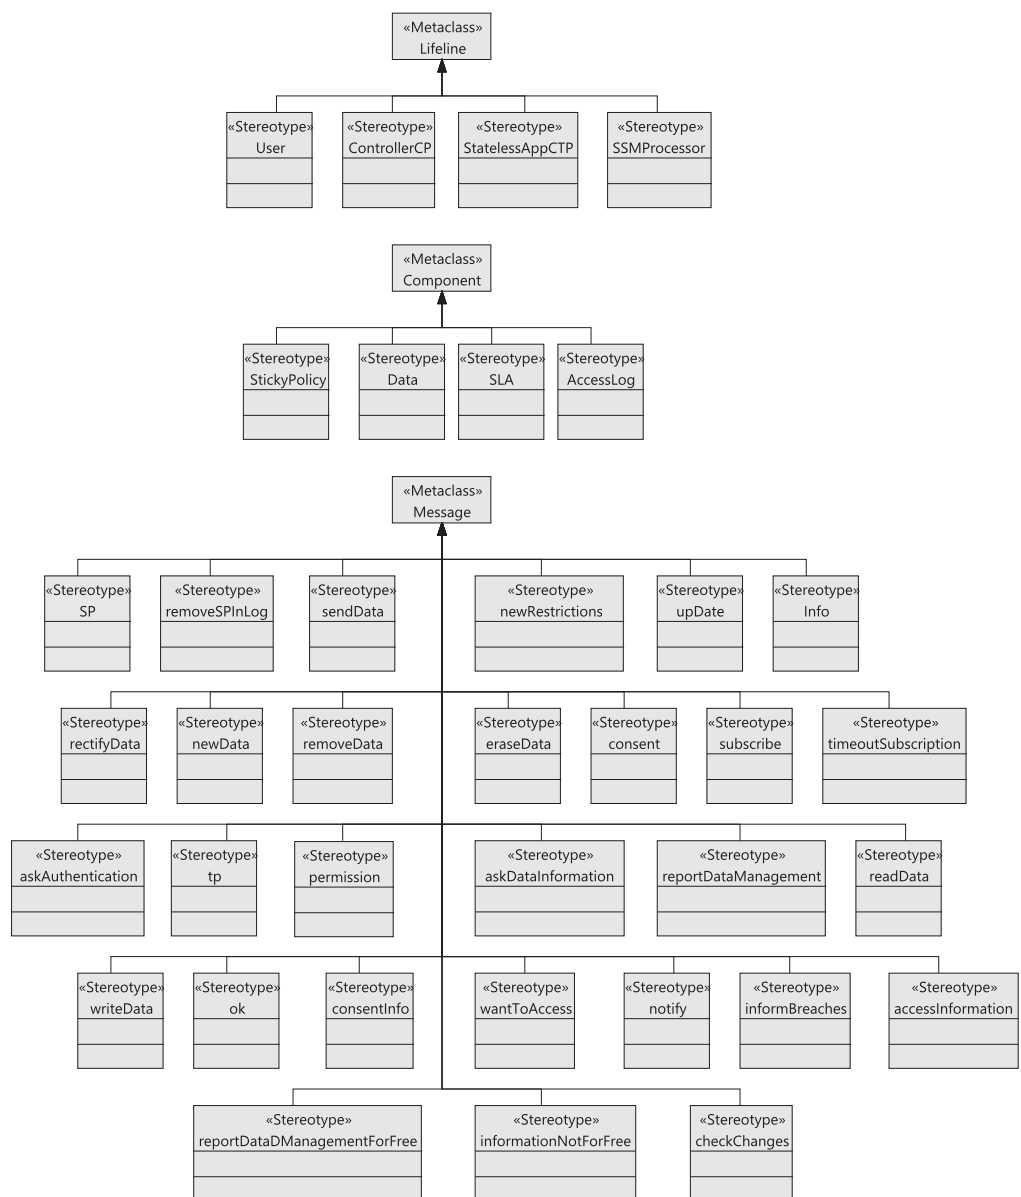 «Metaclass»
Lifeline
«Stereotype» «Stereotype» «Stereotype» «Stereotype»
User ControllerCP StatelessAppCTP SSMProcessor
«Metaclass»
Component
«Stereotype» «Stereotype» «Stereotype» «Stereotype»
StickyPolicy Data SLA AccessLog
«Metaclass»
Message
«Stereotype» «Stereotype» «Stereotype» «Stereotype» «Stereotype» «Stereotype»
SP removeSPInLog sendData newRestrictions upDate Info
«Stereotype» «Stereotype» «Stereotype» «Stereotype» «Stereotype» «Stereotype» «Stereotype»
rectifyData newData removeData eraseData consent subscribe timeoutSubscription
«Stereotype» «Stereotype» «Stereotype» «Stereotype» «Stereotype» «Stereotype»
askAuthentication tp permission askDataInformation reportDataManagement readData
«Stereotype» «Stereotype» «Stereotype» «Stereotype» «Stereotype» «Stereotype» «Stereotype»
writeData ok consentInfo wantToAccess notify informBreaches accessInformation
«Stereotype» «Stereotype» «Stereotype»
reportDataDManagementForFree informationNotForFree checkChanges